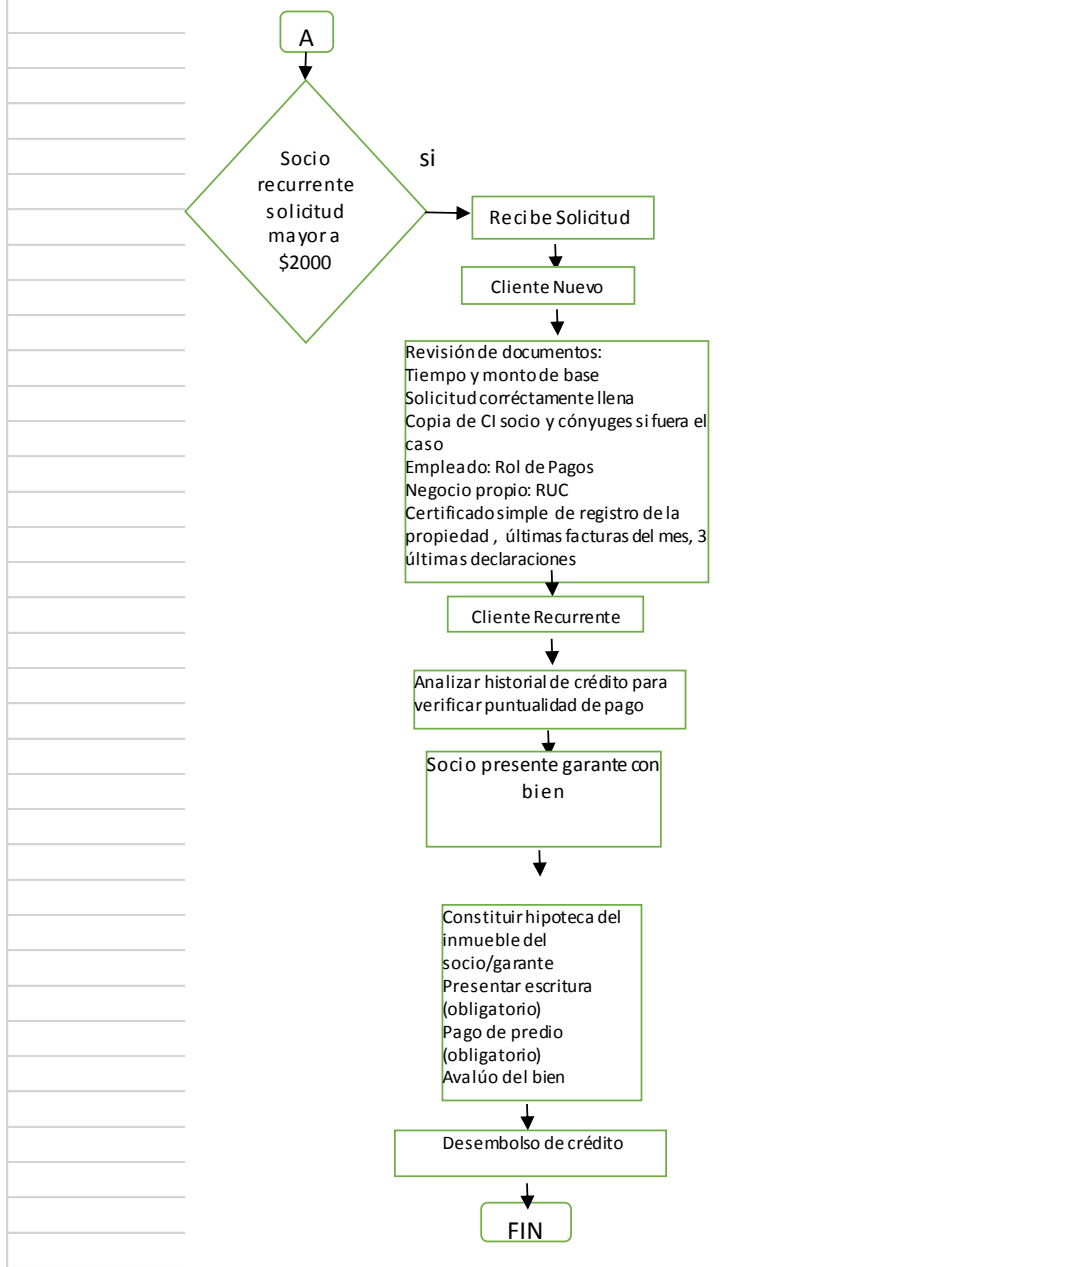 A
Socio
recurrente
solicitud
mayor a
$2000
si
Recibe Solicitud
Cliente Nuevo
Revisión de documentos:
Tiempo y monto de base
Solicitud corréctamente llena
Copia de CI socio y cónyuges si fuera el
caso
Empleado: Rol de Pagos
Negocio propio: RUC
Certificado simple de registro de la
propiedad , últimas facturas del mes, 3
últimas declaraciones
Cliente Recurrente
Analizar historial de crédito para
verificar puntualidad de pago
Socio presente garante con
bien
Constituir hipoteca del
inmueble del
socio/garante
Presentar escritura
(obligatorio)
Pago de predio
(obligatorio)
Avalúo del bien
Desembolso de crédito
FIN